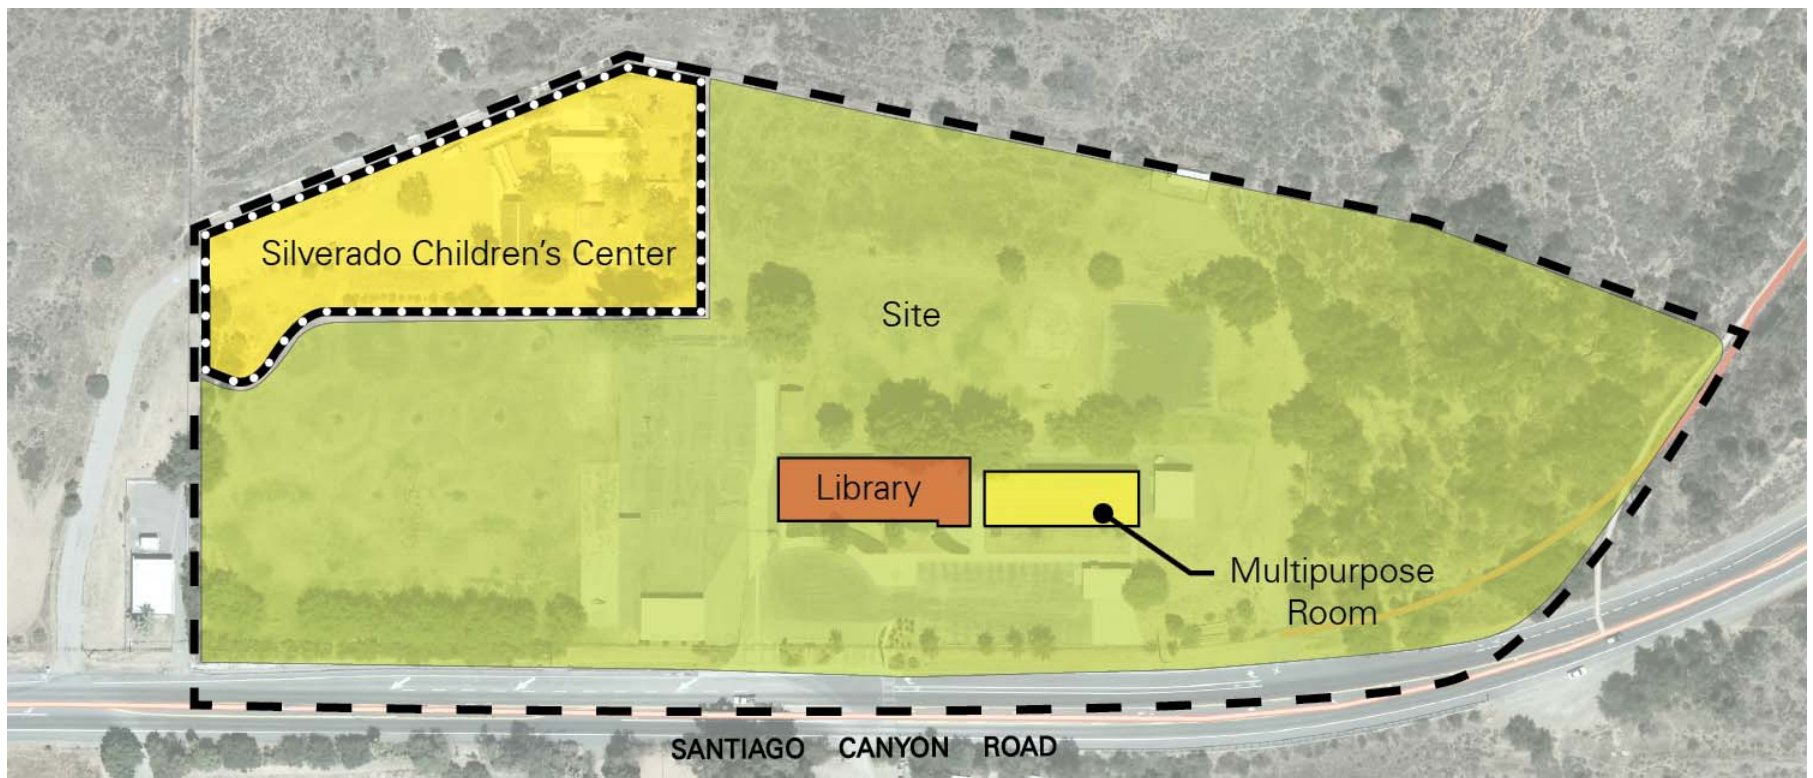 Silverado Children's Center
Site
Library
Multipurpose
Room
SANTIAGO CANYON ROAD